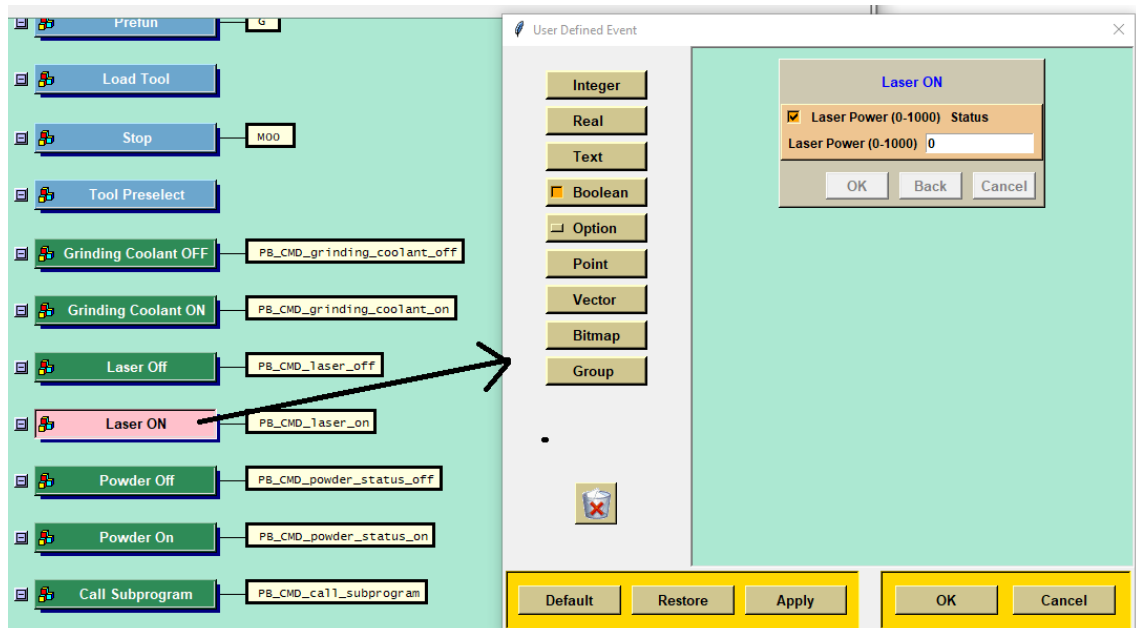 Prefun
G
Load Tool
Stop
M00
Tool Preselect
Grinding Coolant OFF
PB_CMD_grinding_coolant_off
Grinding Coolant ON
PB_CMD_grinding_coolant_on
Laser Off
PB_CMD_laser_off
Laser ON
PB_CMD_laser_on
Powder Off
PB_CMD_powder_status_off
Powder On
PB_CMD_powder_status_on
Call Subprogram
PB_CMD_call_subprogram
User Defined Event
Integer
Real
Text
Boolean
Option
Point
Vector
Bitmap
Group
Laser ON
Laser Power (0-1000) Status
Laser Power (0-1000) 0
OK Back Cancel
Default Restore Apply OK Cancel